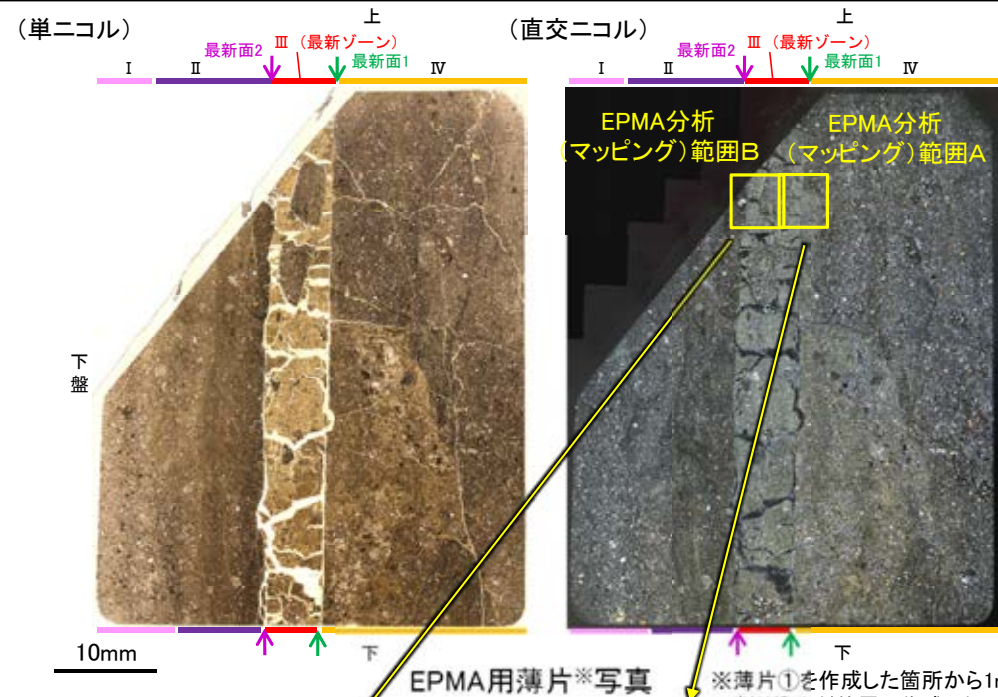 （単ニコル）
上
最新面2
Ⅲ（最新ゾーン）
最新面1
Ⅰ
Ⅱ
Ⅳ
下盤
下
10mm
（直交ニコル）
上
最新面2
Ⅲ（最新ゾーン）
最新面1
Ⅰ
Ⅱ
Ⅳ
EPMA分析
（マッピング）範囲B
EPMA分析
（マッピング）範囲A
下
EPMA用薄片※写真
※薄片①を作成した箇所から1m